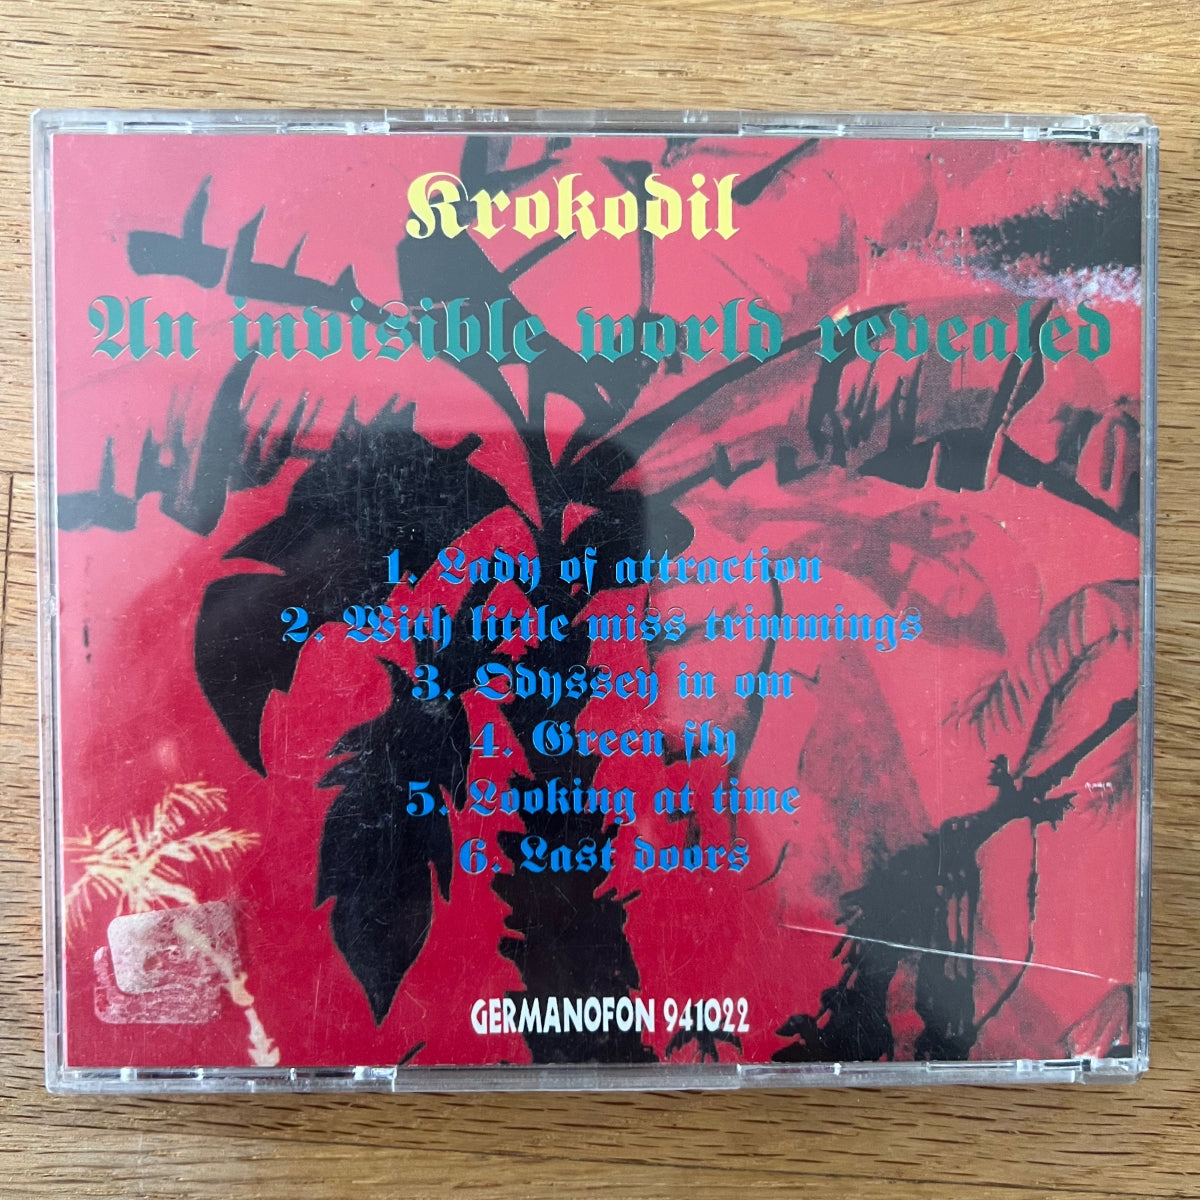 Krokodil
An invisible world revealed
1. Lady of attraction
2. With little miss trimmings
3. Odyssey in om
4. Green fly
5. Looking at time
6. Last doors
GERMANOFON 941022